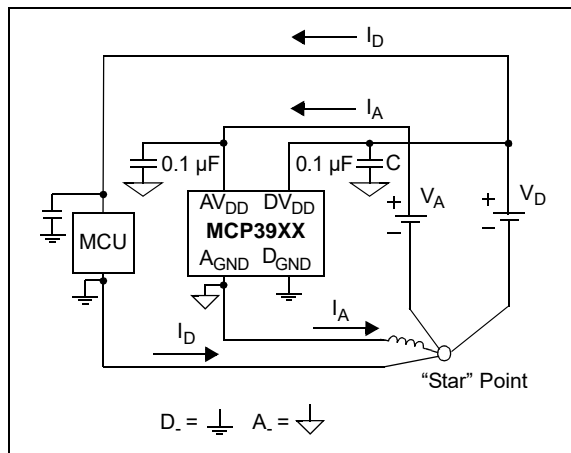 I_D
I_A
0.1 µF
0.1 µF C
AV_DD DV_DD
V_A
V_D
+
−
+
−
MCP39XX
MCU
A_GND D_GND
I_A
I_D
“Star” Point
D_- = A_- =